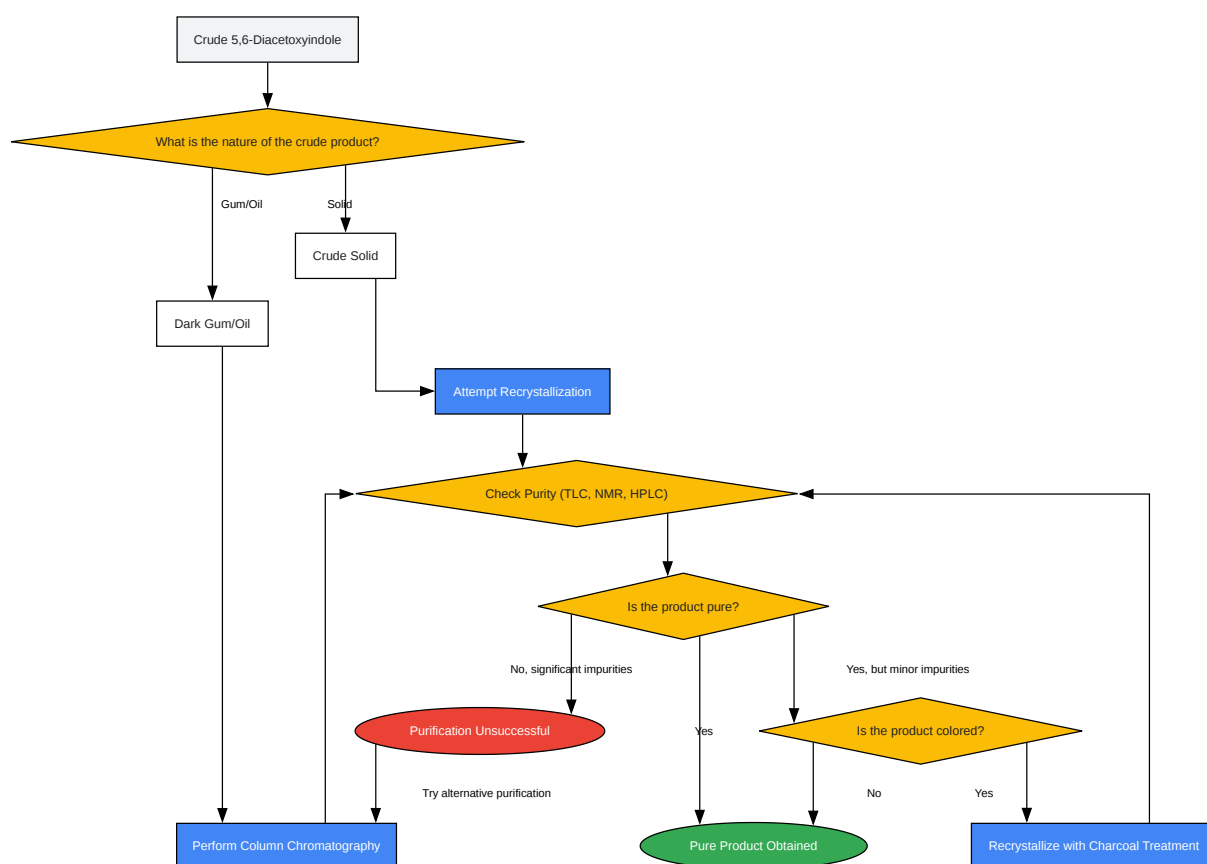 Crude 5,6-Diacetoxyindole
What is the nature of the crude product?
Gum/Oil
Solid
Crude Solid
Dark Gum/Oil
Attempt Recrystallization
Check Purity (TLC, NMR, HPLC)
Is the product pure?
No, significant impurities
Yes, but minor impurities
Purification Unsuccessful
Yes
Is the product colored?
Try alternative purification
No
Yes
Perform Column Chromatography
Pure Product Obtained
Recrystallize with Charcoal Treatment